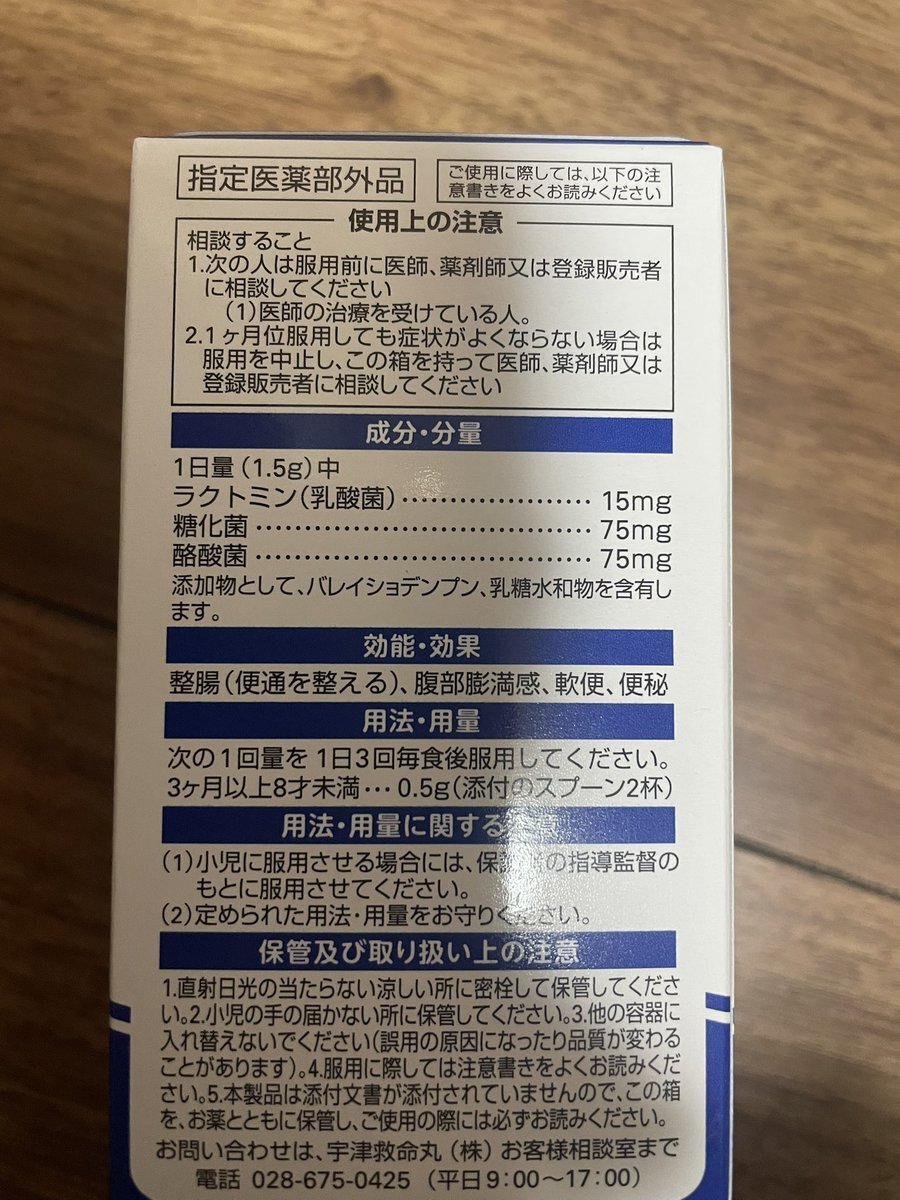 指定医薬部外品
ご使用に際しては、以下の注
意書きをよくお読みください
使用上の注意
相談すること
1.次の人は服用前に医師、薬剤師又は登録販売者
に相談してください
(1)医師の治療を受けている人。
2.1ヶ月位服用しても症状がよくならない場合は
服用を中止し、この箱を持って医師、薬剤師又は
登録販売者に相談してください
成分・分量
1日量(1.5g)中
ラクトミン(乳酸菌)………………… 15mg
糖化菌 ……………………………… 75mg
酪酸菌 ……………………………… 75mg
添加物として、バレイショデンプン、乳糖水和物を含有し
ます。
効能・効果
整腸(便通を整える)、腹部膨満感、軟便、便秘
用法・用量
次の1回量を1日3回毎食後服用してください。
3ヶ月以上8才未満… 0.5g(添付のスプーン2杯)
用法・用量に関する注意
(1)小児に服用させる場合には、保護者の指導監督の
もとに服用させてください。
(2)定められた用法・用量をお守りください。
保管及び取り扱い上の注意
1.直射日光の当たらない涼しい所に密栓して保管してくださ
い。2.小児の手の届かない所に保管してください。3.他の容器に
入れ替えないでください(誤用の原因になったり品質が変わる
ことがあります)。4.服用に際しては注意書きをよくお読みくだ
さい。5.本製品は添付文書が添付されていませんので、この箱
を、お薬とともに保管し、ご使用の際には必ずお読みください。
お問い合わせは、宇津救命丸(株)お客様相談室まで
電話 028-675-0425 (平日9:00〜17:00)